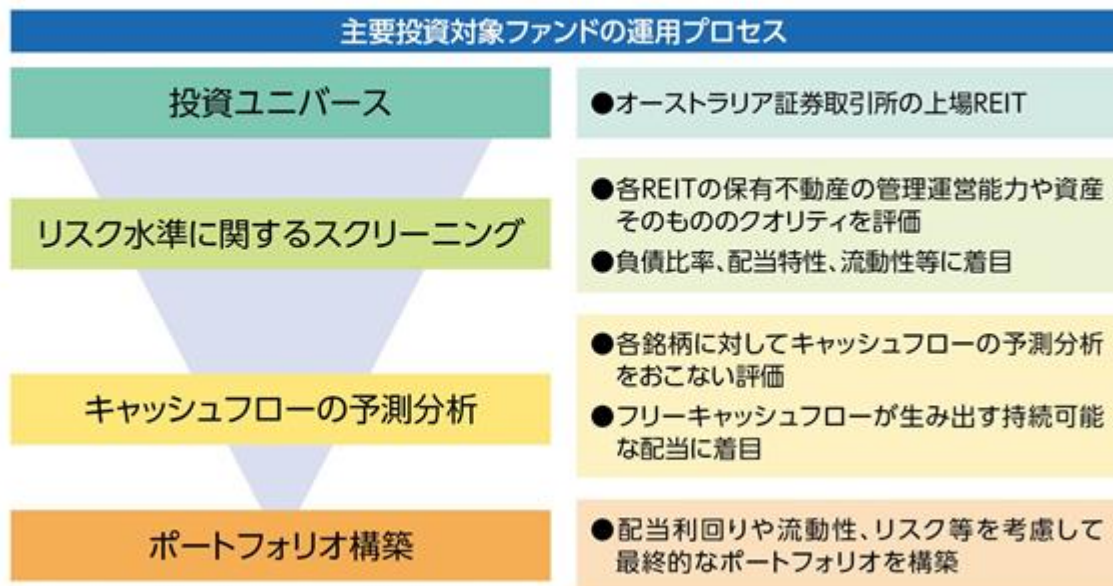 主要投資対象ファンドの運用プロセス
投資ユニバース
●オーストラリア証券取引所の上場REIT
リスク水準に関するスクリーニング
●各REITの保有不動産の管理運営能力や資産
そのもののクオリティを評価
●負債比率、配当特性、流動性等に着目
キャッシュフローの予測分析
●各銘柄に対してキャッシュフローの予測分析
をおこない評価
●フリーキャッシュフローが生み出す持続可能
な配当に着目
ポートフォリオ構築
●配当利回りや流動性、リスク等を考慮して
最終的なポートフォリオを構築